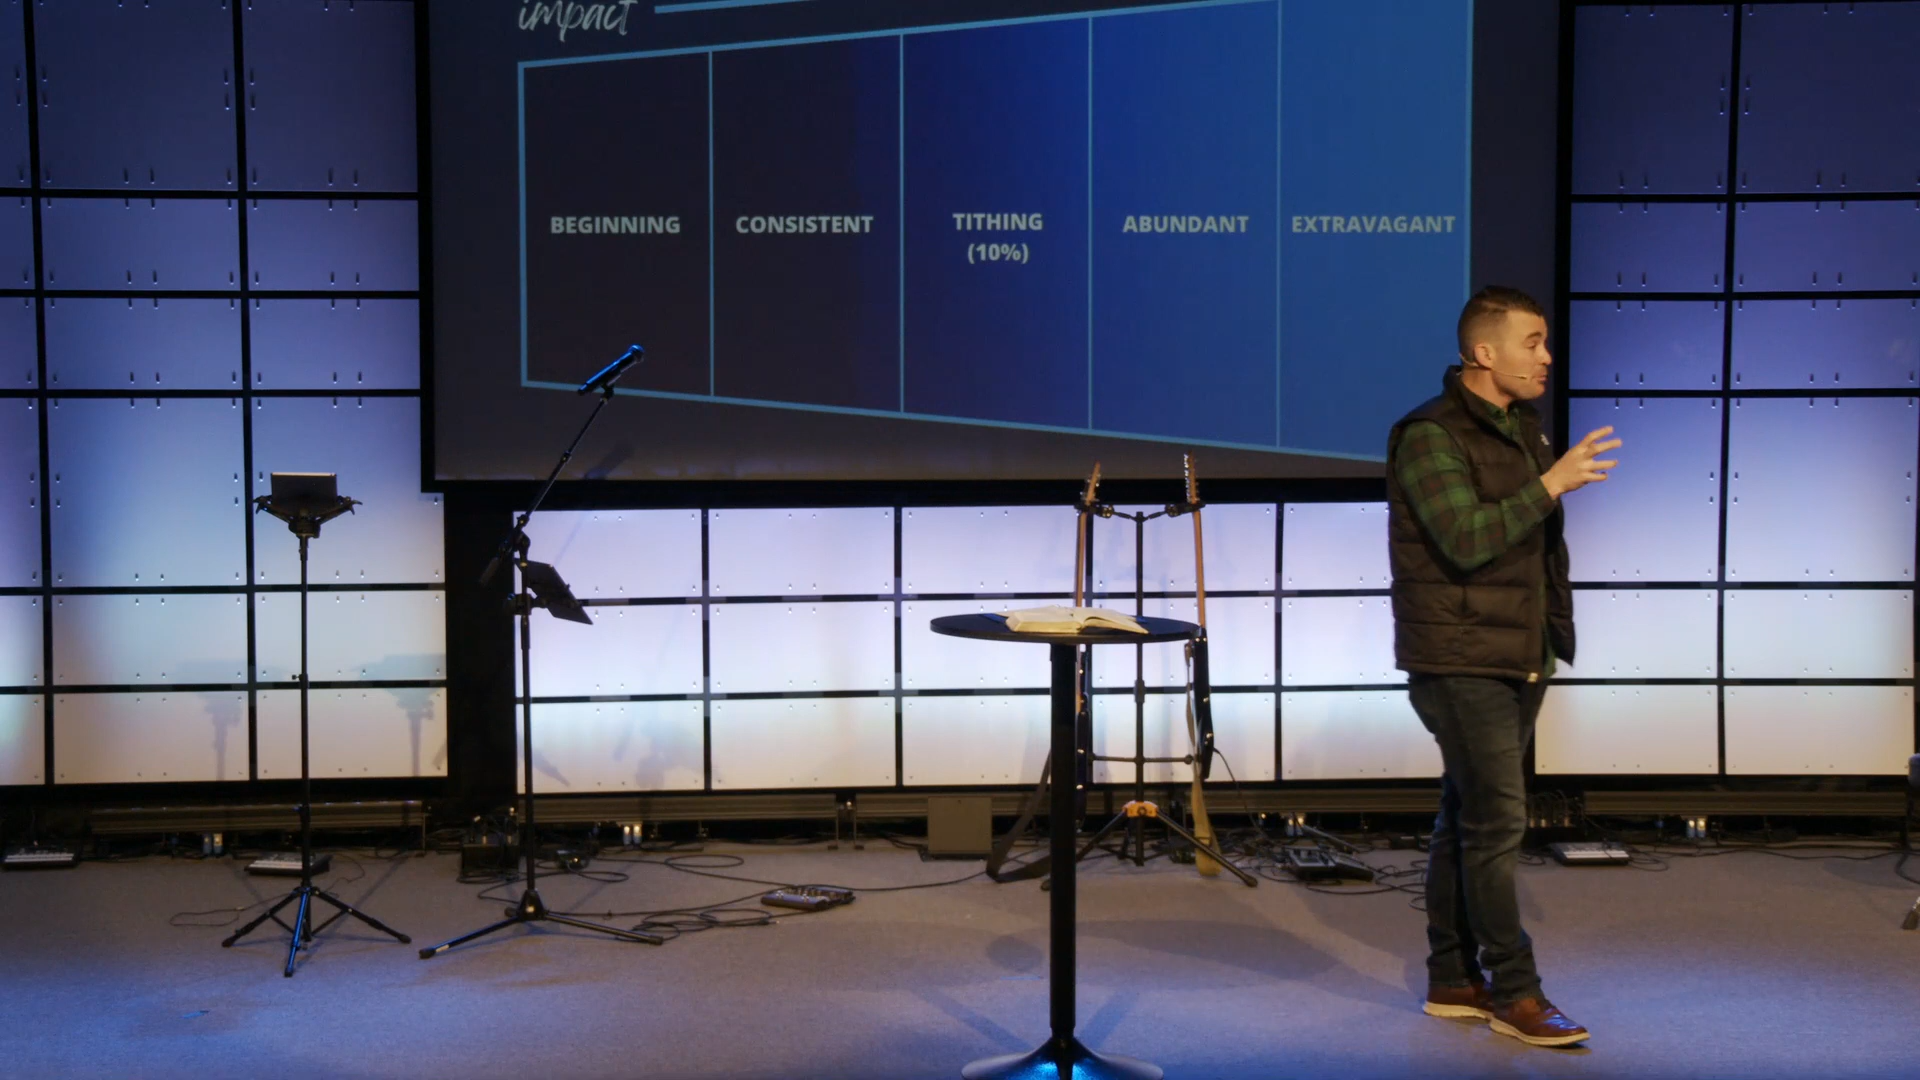 impact
BEGINNING
CONSISTENT
TITHING
(10%)
ABUNDANT
EXTRAVAGANT